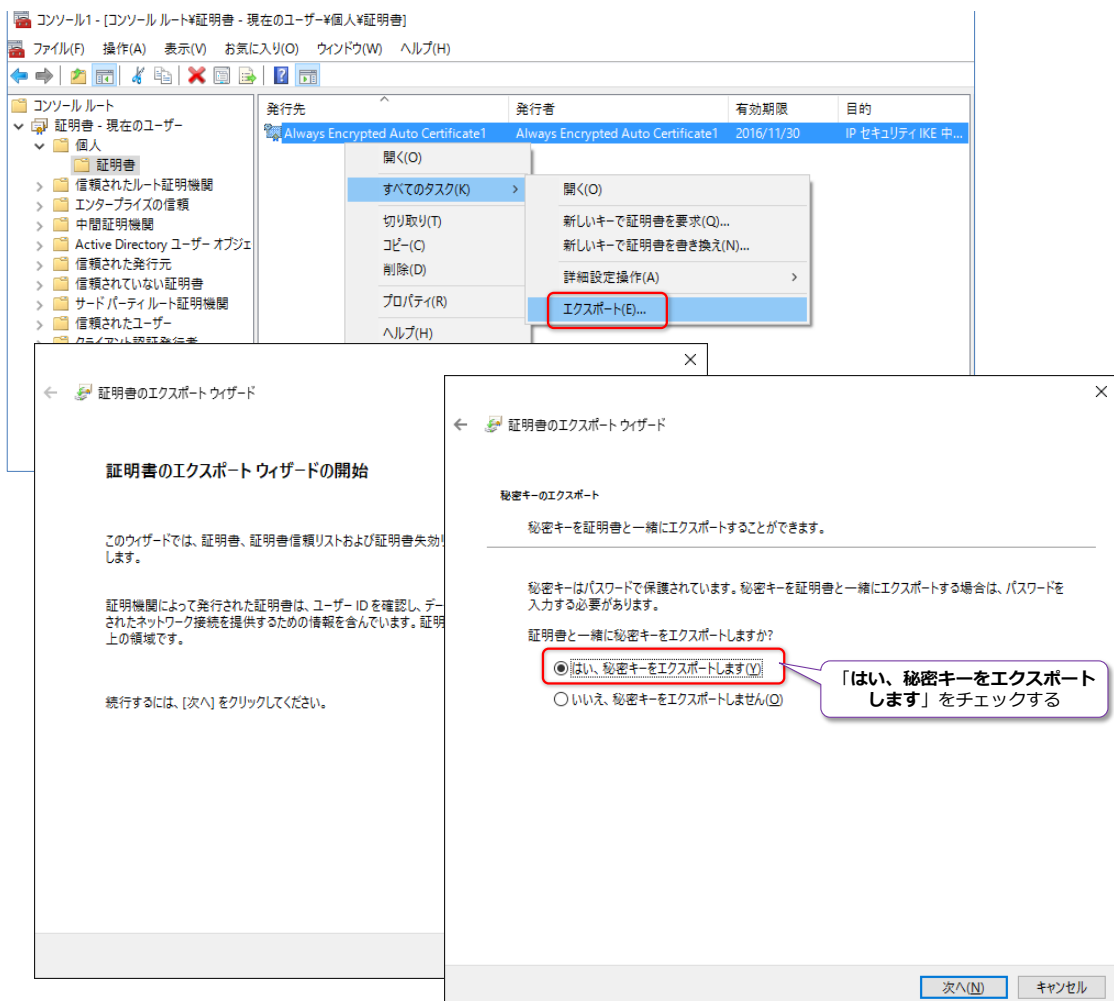 コンソール1 - [コンソール ルート¥証明書 - 現在のユーザー¥個人¥証明書]
ファイル(F) 操作(A) 表示(V) お気に入り(O) ウィンドウ(W) ヘルプ(H)
コンソール ルート
証明書 - 現在のユーザー
個人
証明書
信頼されたルート証明機関
エンタープライズの信頼
中間証明機関
Active Directory ユーザー オブジェ
信頼された発行元
信頼されていない証明書
サード パーティ ルート証明機関
信頼されたユーザー
クライアント認証発行者
発行先 発行者 有効期限 目的
Always Encrypted Auto Certificate1 Always Encrypted Auto Certificate1 2016/11/30 IP セキュリティ IKE 中...
開く(O)
すべてのタスク(K)
切り取り(T)
コピー(C)
削除(D)
プロパティ(R)
ヘルプ(H)
開く(O)
新しいキーで証明書を要求(Q)...
新しいキーで証明書を書き換え(N)...
詳細設定操作(A)
エクスポート(E)...
証明書のエクスポート ウィザード
証明書のエクスポート ウィザードの開始
このウィザードでは、証明書、証明書信頼リストおよび証明書失効
します。
証明機関によって発行された証明書は、ユーザー ID を確認し、デー
されたネットワーク接続を提供するための情報を含んでいます。証明
上の領域です。
続行するには、[次へ] をクリックしてください。
証明書のエクスポート ウィザード
秘密キーのエクスポート
秘密キーを証明書と一緒にエクスポートすることができます。
秘密キーはパスワードで保護されています。秘密キーを証明書と一緒にエクスポートする場合は、パスワードを
入力する必要があります。
証明書と一緒に秘密キーをエクスポートしますか?
はい、秘密キーをエクスポートします(Y)
いいえ、秘密キーをエクスポートしません(O)
「はい、秘密キーをエクスポート
します」をチェックする
次へ(N) キャンセル